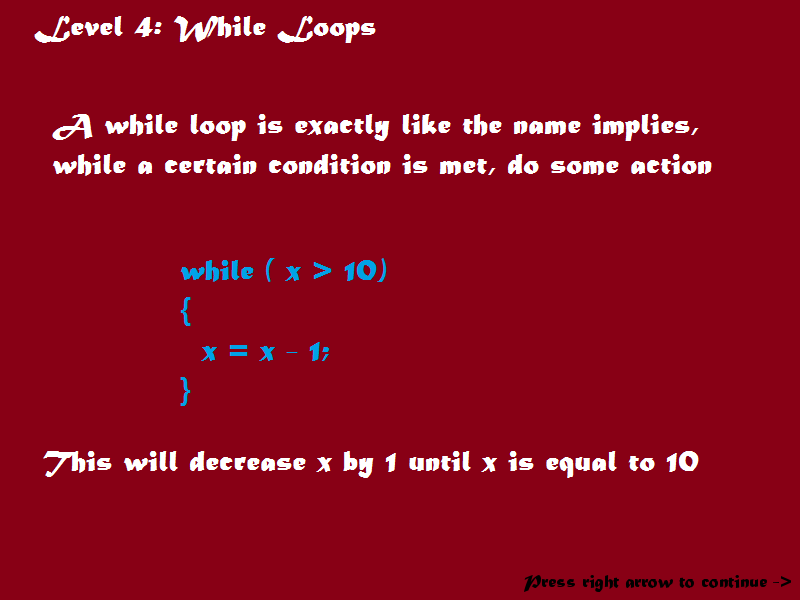 Level 4: While Loops
A while loop is exactly like the name implies,
while a certain condition is met, do some action
while ( x > 10)
{
x = x - 1;
}
This will decrease x by 1 until x is equal to 10
Press right arrow to continue ->